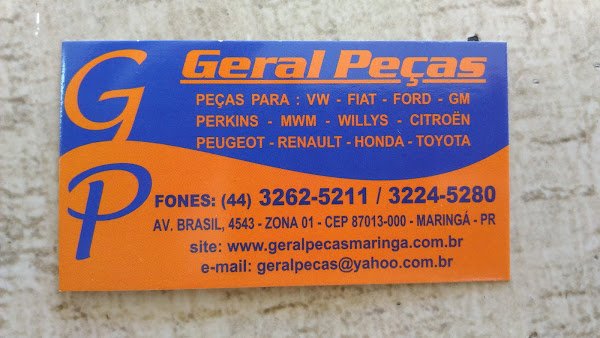 GP
Geral Peças
PEÇAS PARA : VW - FIAT - FORD - GM
PERKINS - MWM - WILLYS - CITROËN
PEUGEOT - RENAULT - HONDA - TOYOTA
FONES: (44) 3262-5211 / 3224-5280
AV. BRASIL, 4543 - ZONA 01 - CEP 87013-000 - MARINGÁ - PR
site: www.geralpecasmaringa.com.br
e-mail: geralpecas@yahoo.com.br